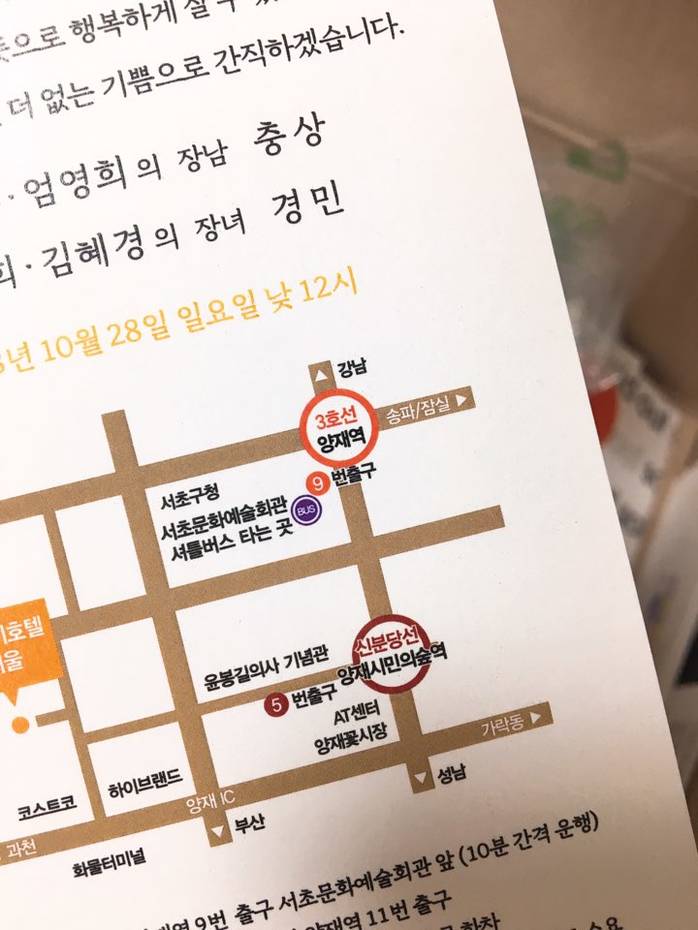 으로 행복하게 살 수
더 없는 기쁨으로 간직하겠습니다.
· 엄영희의 장남 충상
희 · 김혜경의 장녀 경민
년 10월 28일 일요일 낮 12시
강남
3호선
양재역
송파/잠실
9 번출구
서초구청
서초문화예술회관
셔틀버스 타는 곳
BUS
호텔
울
신분당선
양재시민의숲역
윤봉길의사 기념관
5 번출구
AT센터
양재꽃시장
가락동
성남
하이브랜드
코스트코
양재 IC
부산
과천
화물터미널
역 9번 출구 서초문화예술회관 앞 (10분 간격 운행)
양재역 11번 출구
하차